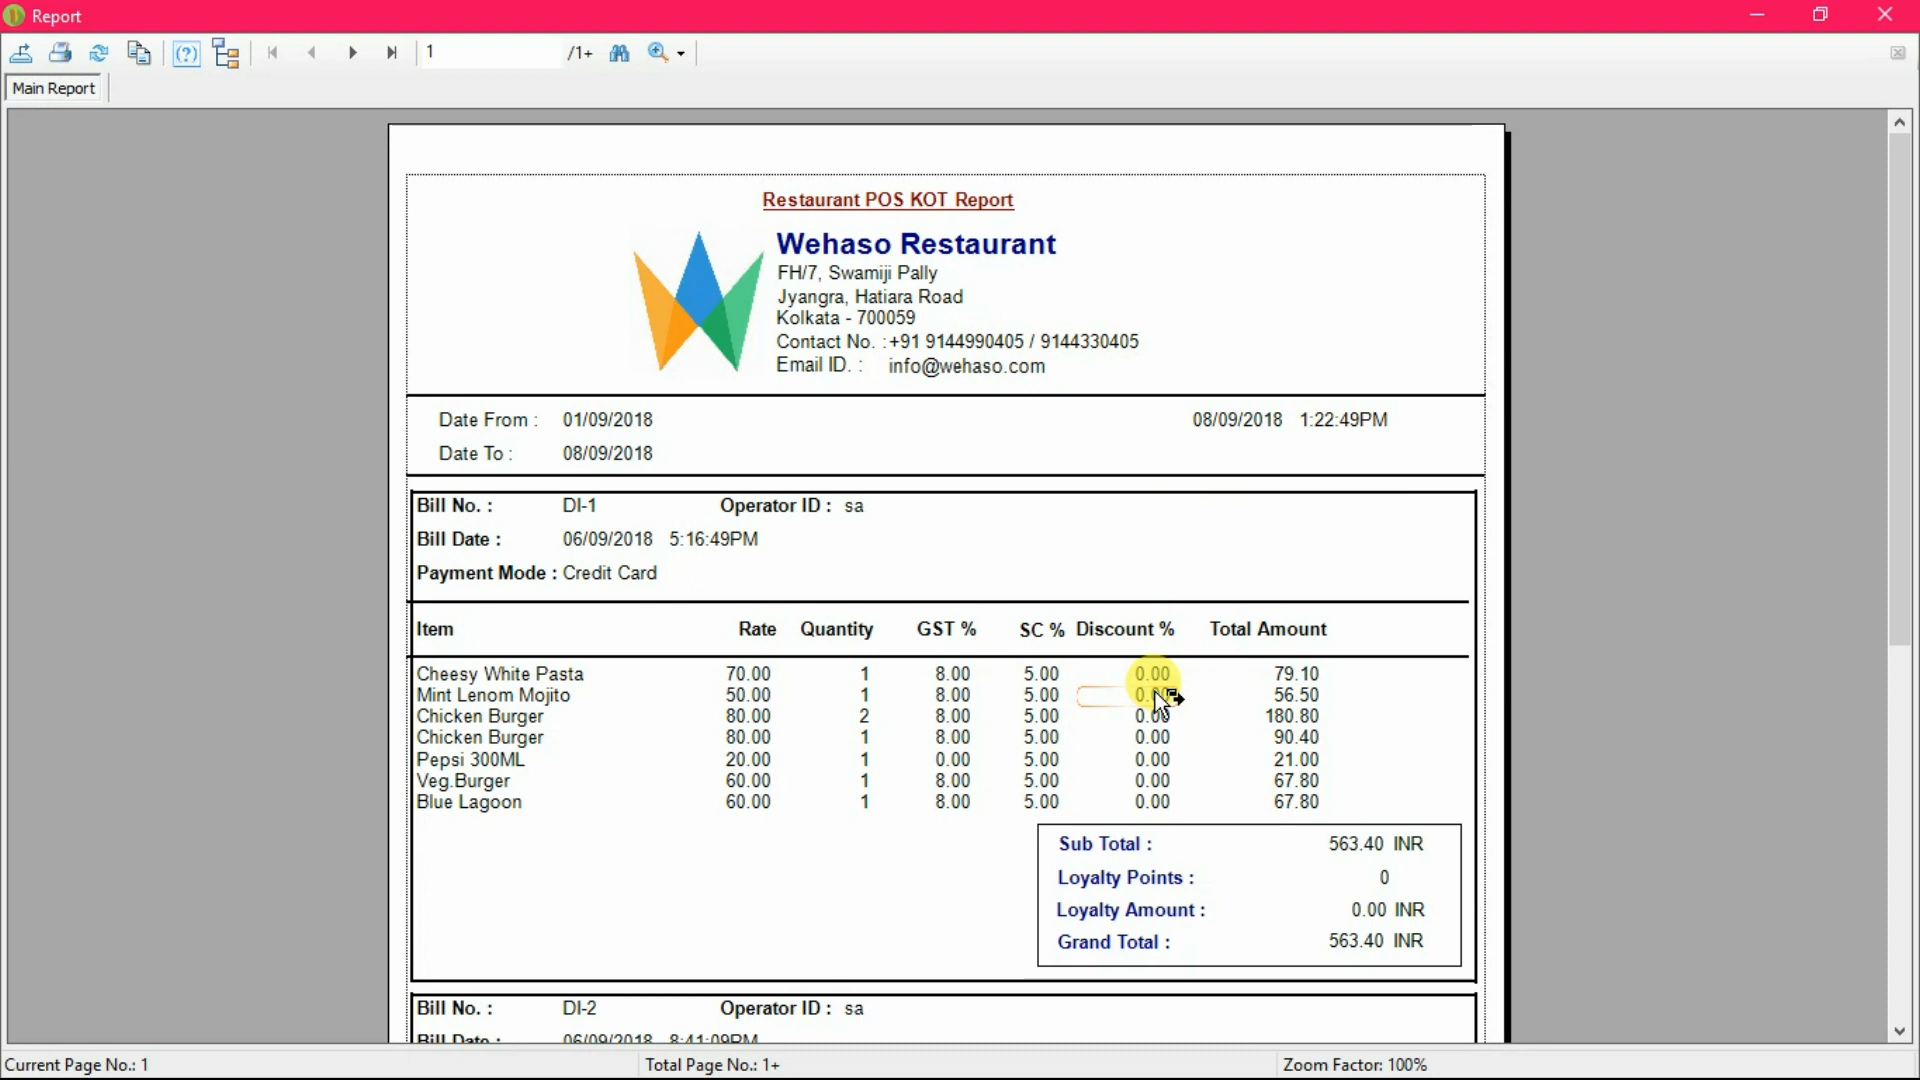 Report
1 /1+
Main Report
Restaurant POS KOT Report
Wehaso Restaurant
FH/7, Swamiji Pally
Jyangra, Hatiara Road
Kolkata - 700059
Contact No. : +91 9144990405 / 9144330405
Email ID. : info@wehaso.com
Date From : 01/09/2018 08/09/2018 1:22:49PM
Date To : 08/09/2018
Bill No. : DI-1 Operator ID : sa
Bill Date : 06/09/2018 5:16:49PM
Payment Mode : Credit Card
Item Rate Quantity GST % SC % Discount % Total Amount
Cheesy White Pasta 70.00 1 8.00 5.00 0.00 79.10
Mint Lenom Mojito 50.00 1 8.00 5.00 56.50
Chicken Burger 80.00 2 8.00 5.00 0.00 180.80
Chicken Burger 80.00 1 8.00 5.00 0.00 90.40
Pepsi 300ML 20.00 1 0.00 5.00 0.00 21.00
Veg.Burger 60.00 1 8.00 5.00 0.00 67.80
Blue Lagoon 60.00 1 8.00 5.00 0.00 67.80
Sub Total : 563.40 INR
Loyalty Points : 0
Loyalty Amount : 0.00 INR
Grand Total : 563.40 INR
Bill No. : DI-2 Operator ID : sa
Bill Date : 06/09/2018 8:41:09PM
Current Page No.: 1 Total Page No.: 1+ Zoom Factor: 100%